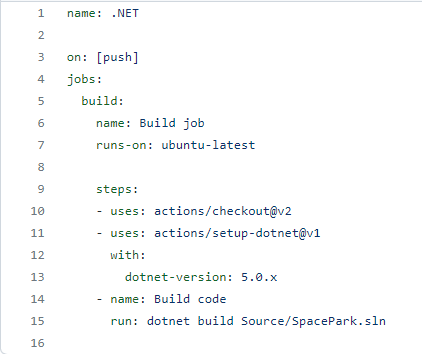 1 name: .NET
2
3 on: [push]
4 jobs:
5   build:
6     name: Build job
7     runs-on: ubuntu-latest
8
9     steps:
10     - uses: actions/checkout@v2
11     - uses: actions/setup-dotnet@v1
12       with:
13         dotnet-version: 5.0.x
14     - name: Build code
15       run: dotnet build Source/SpacePark.sln
16